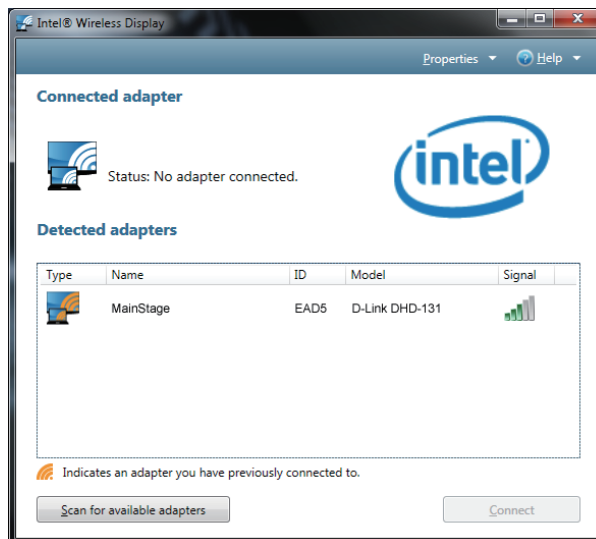 Intel® Wireless Display
Properties Help
Connected adapter
intel
Status: No adapter connected.
Detected adapters
Type Name ID Model Signal
MainStage EAD5 D-Link DHD-131
Indicates an adapter you have previously connected to.
Scan for available adapters Connect